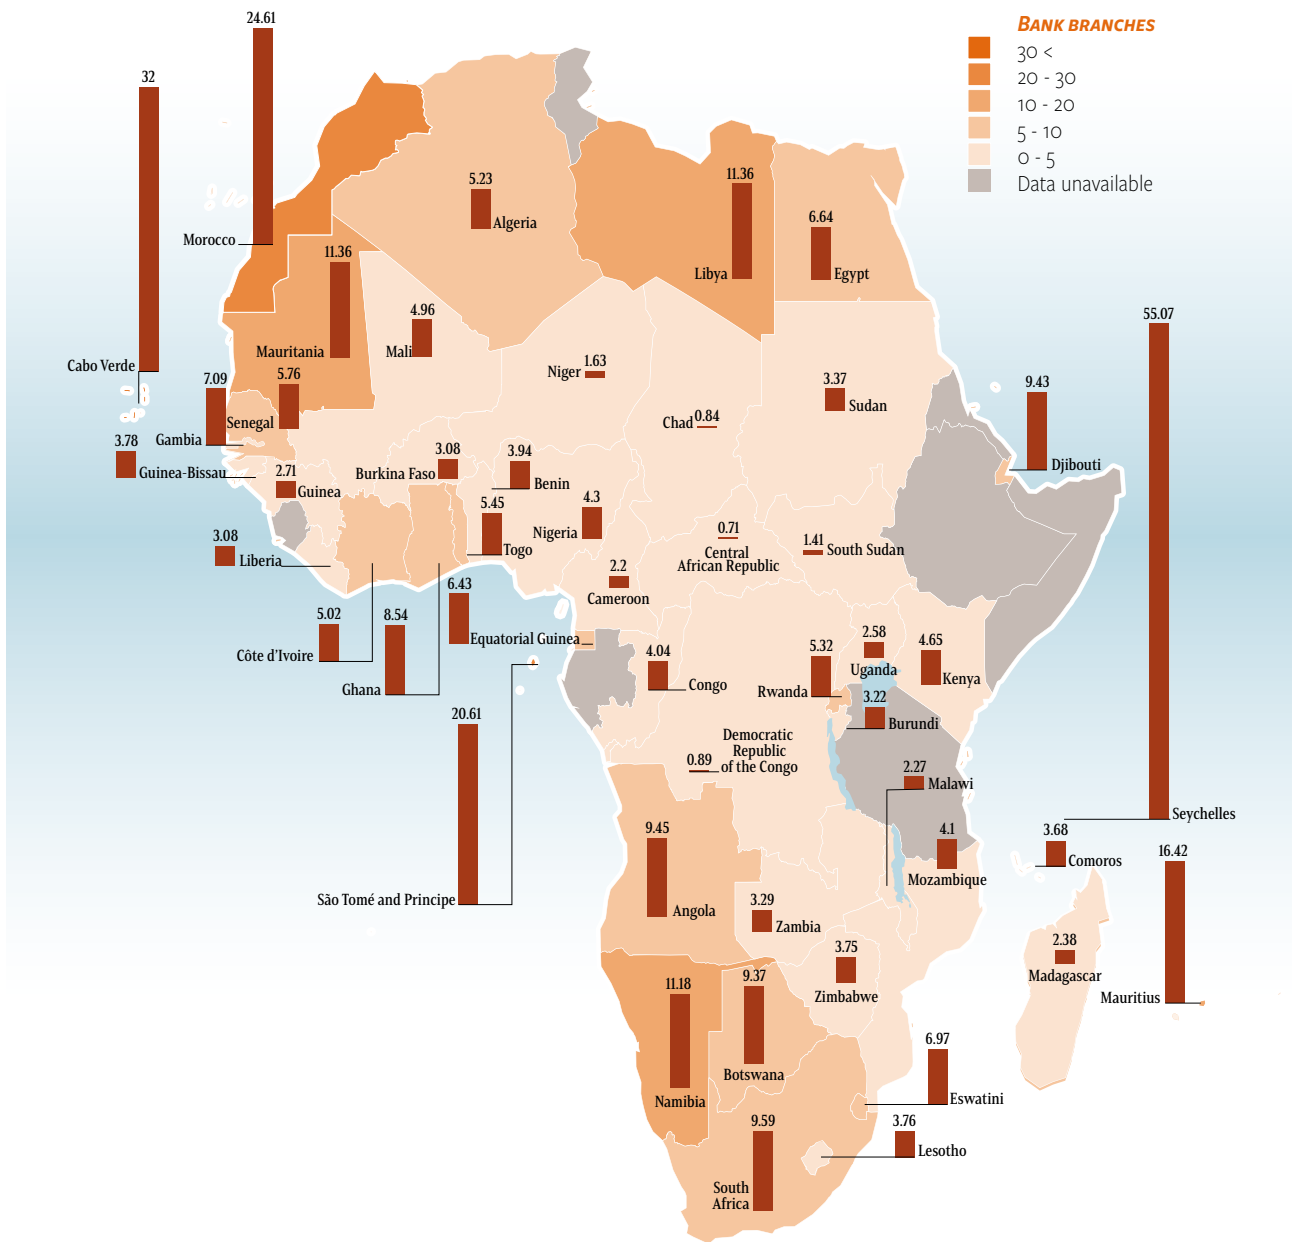 24.61
BANK BRANCHES
30 <
20 - 30
10 - 20
5 - 10
0 - 5
Data unavailable
32
Morocco
5.23
Algeria
11.36
Libya
6.64
Egypt
11.36
Mauritania
4.96
Mali
Cabo Verde
1.63
Niger
3.37
Sudan
0.84
Chad
55.07
Seychelles
9.43
Djibouti
5.76
Senegal
7.09
Gambia
3.78
Guinea-Bissau
2.71
Guinea
3.08
Burkina Faso
3.94
Benin
5.45
Togo
4.3
Nigeria
0.71
Central
African Republic
1.41
South Sudan
3.08
Liberia
2.2
Cameroon
5.02
Côte d'Ivoire
8.54
Ghana
6.43
Equatorial Guinea
4.04
Congo
5.32
Rwanda
2.58
Uganda
4.65
Kenya
3.22
Burundi
20.61
São Tomé and Principe
0.89
Democratic
Republic
of the Congo
2.27
Malawi
4.1
Mozambique
3.68
Comoros
16.42
Mauritius
9.45
Angola
3.29
Zambia
3.75
Zimbabwe
2.38
Madagascar
11.18
Namibia
9.37
Botswana
6.97
Eswatini
3.76
Lesotho
9.59
South
Africa